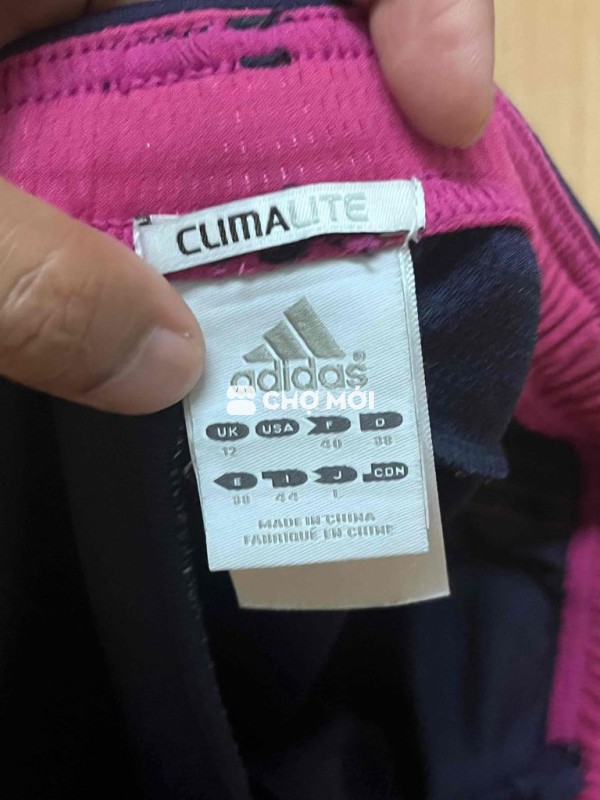 CLIMALITE
adidas®
CHỢ MỚI
UK USA F D
12 40 38
E I J CDN
38 44 L
MADE IN CHINA
FABRIQUÉ EN CHINE